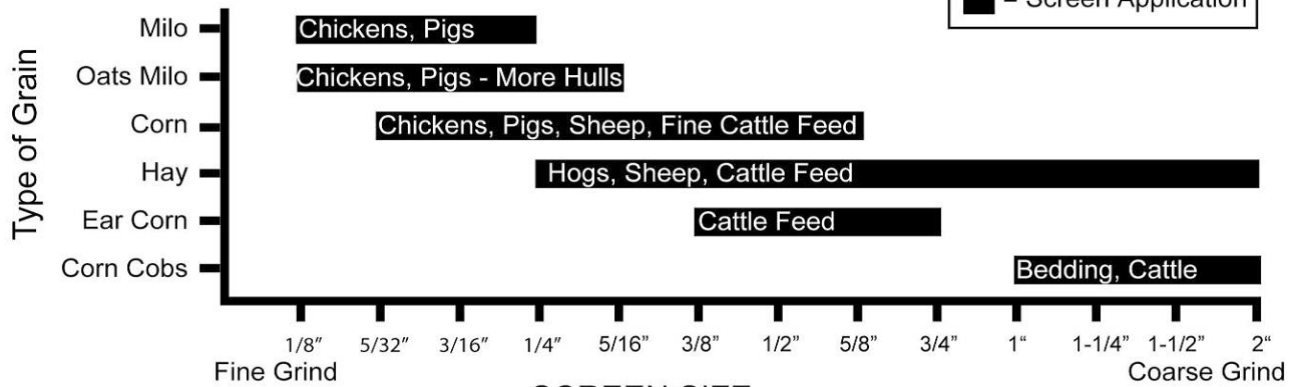 = Screen Application
Type of Grain
Milo
Chickens, Pigs
Oats Milo
Chickens, Pigs - More Hulls
Corn
Chickens, Pigs, Sheep, Fine Cattle Feed
Hay
Hogs, Sheep, Cattle Feed
Ear Corn
Cattle Feed
Corn Cobs
Bedding, Cattle
1/8” 5/32” 3/16” 1/4” 5/16” 3/8” 1/2” 5/8” 3/4” 1“ 1-1/4” 1-1/2” 2“
Fine Grind Coarse Grind
SCREEN SIZE